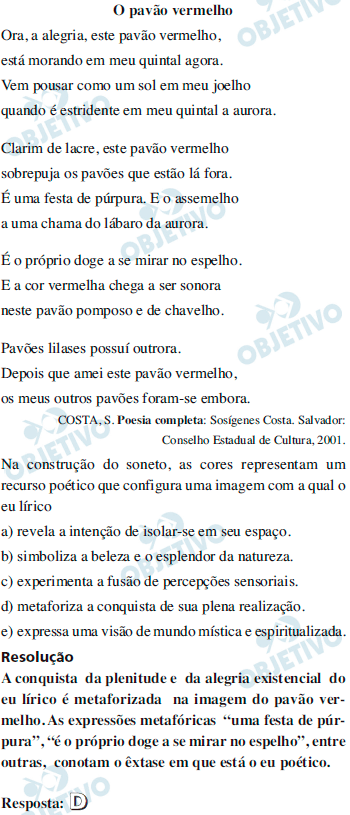 O pavão vermelho
Ora, a alegria, este pavão vermelho,
está morando em meu quintal agora.
Vem pousar como um sol em meu joelho
quando é estridente em meu quintal a aurora.
Clarim de lacre, este pavão vermelho
sobrepuja os pavões que estão lá fora.
É uma festa de púrpura. E o assemelho
a uma chama do lábaro da aurora.
É o próprio doge a se mirar no espelho.
E a cor vermelha chega a ser sonora
neste pavão pomposo e de chavelho.
Pavões lilases possuí outrora.
Depois que amei este pavão vermelho,
os meus outros pavões foram-se embora.
COSTA, S. Poesia completa: Sosígenes Costa. Salvador:
Conselho Estadual de Cultura, 2001.
Na construção do soneto, as cores representam um
recurso poético que configura uma imagem com a qual o
eu lírico
a) revela a intenção de isolar-se em seu espaço.
b) simboliza a beleza e o esplendor da natureza.
c) experimenta a fusão de percepções sensoriais.
d) metaforiza a conquista de sua plena realização.
e) expressa uma visão de mundo mística e espiritualizada.
Resolução
A conquista da plenitude e da alegria existencial do
eu lírico é metaforizada na imagem do pavão ver-
melho. As expressões metafóricas “uma festa de púr-
pura”, “é o próprio doge a se mirar no espelho”, entre
outras, conotam o êxtase em que está o eu poético.
Resposta: D
OBJETIVO
OBJETIVO
OBJETIVO
OBJETIVO
OBJETIVO
OBJETIVO
OBJETIVO
OBJETIVO